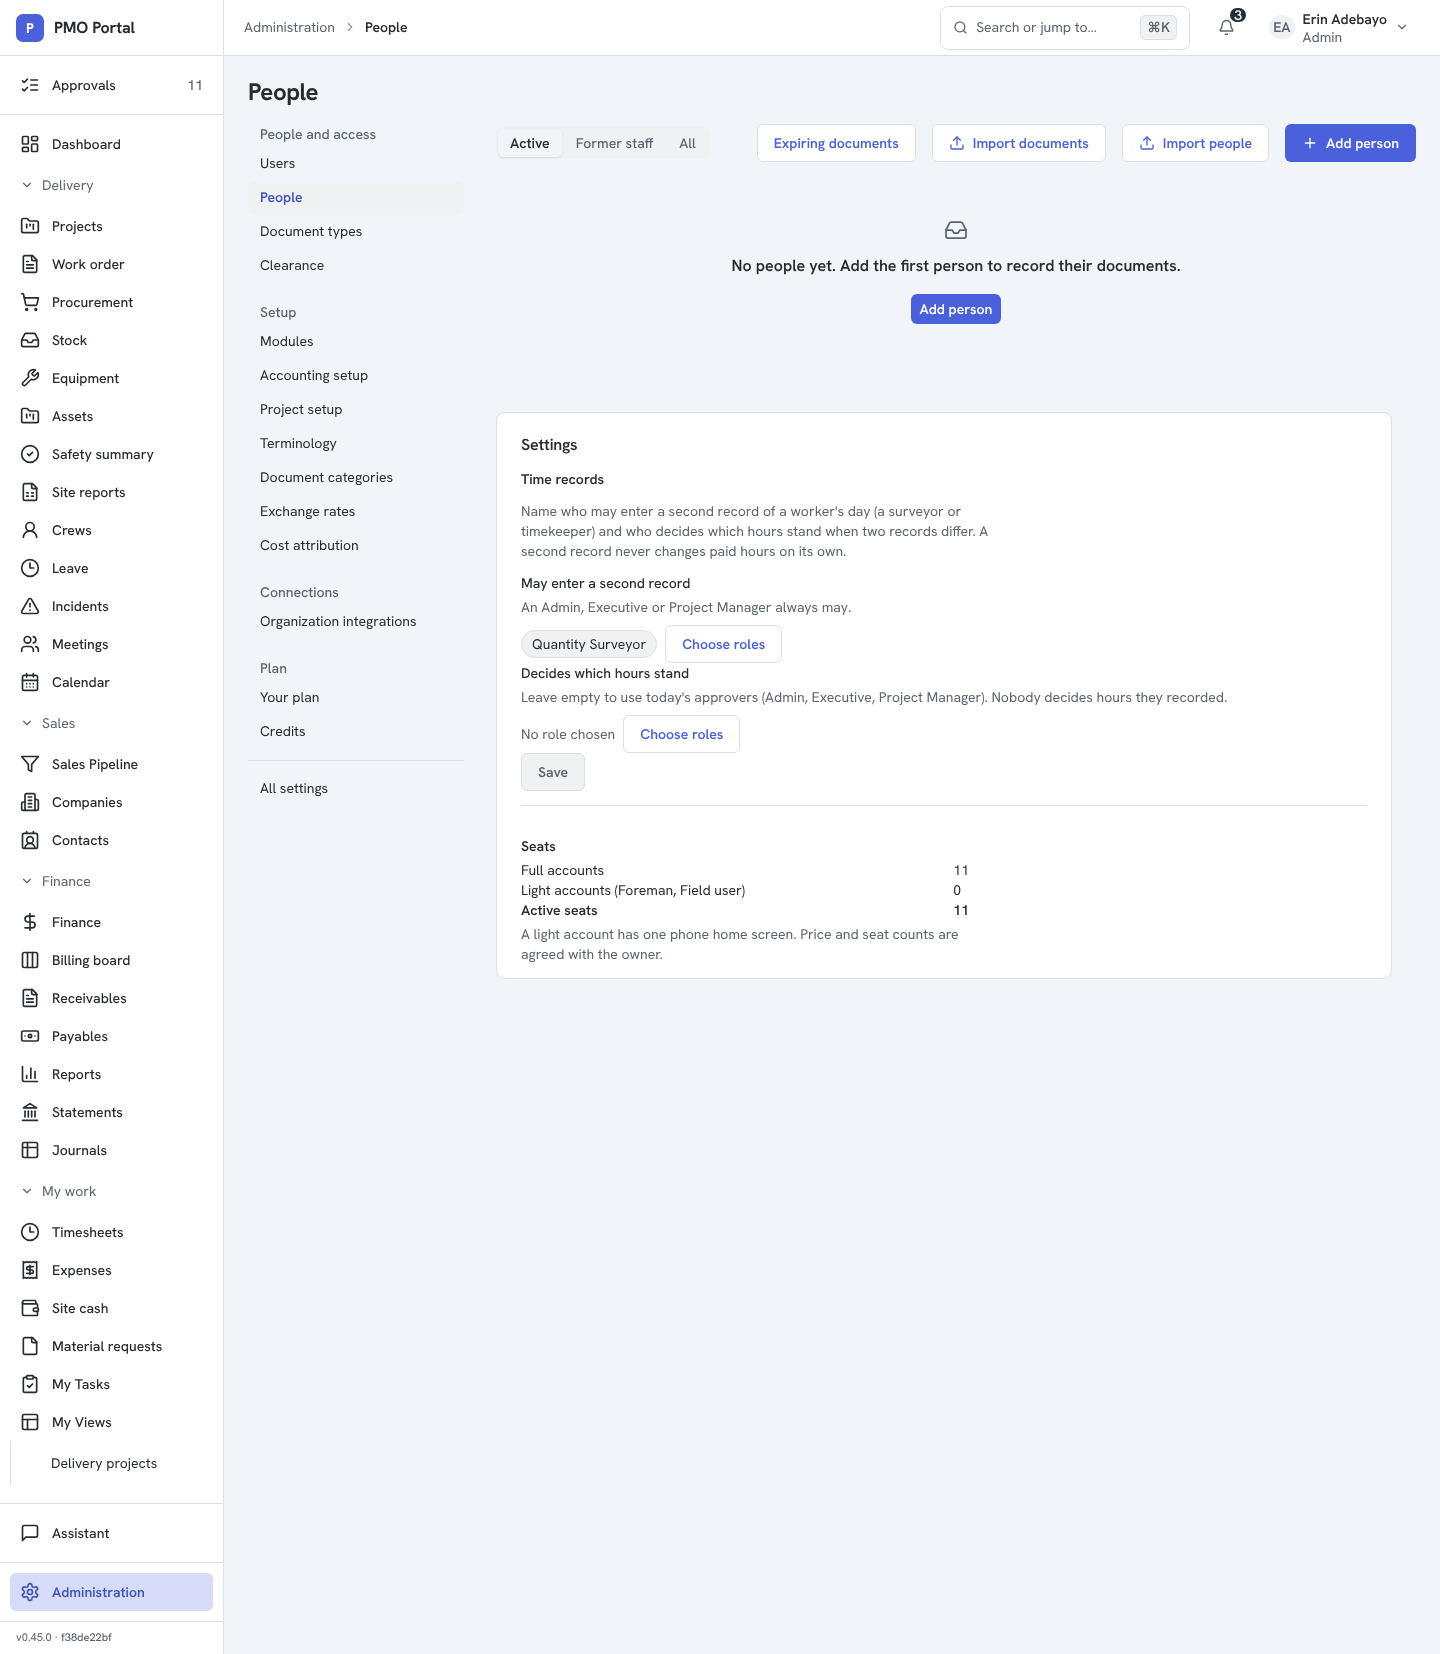 P PMO Portal
Administration > People
Search or jump to... ⌘K
3
EA Erin Adebayo
Admin
Approvals 11
Dashboard
Delivery
Projects
Work order
Procurement
Stock
Equipment
Assets
Safety summary
Site reports
Crews
Leave
Incidents
Meetings
Calendar
Sales
Sales Pipeline
Companies
Contacts
Finance
Finance
Billing board
Receivables
Payables
Reports
Statements
Journals
My work
Timesheets
Expenses
Site cash
Material requests
My Tasks
My Views
Delivery projects
Assistant
Administration
v0.45.0 · f38de22bf
People
People and access
Users
People
Document types
Clearance
Setup
Modules
Accounting setup
Project setup
Terminology
Document categories
Exchange rates
Cost attribution
Connections
Organization integrations
Plan
Your plan
Credits
All settings
Active Former staff All
Expiring documents Import documents Import people Add person
No people yet. Add the first person to record their documents.
Add person
Settings
Time records
Name who may enter a second record of a worker's day (a surveyor or
timekeeper) and who decides which hours stand when two records differ. A
second record never changes paid hours on its own.
May enter a second record
An Admin, Executive or Project Manager always may.
Quantity Surveyor Choose roles
Decides which hours stand
Leave empty to use today's approvers (Admin, Executive, Project Manager). Nobody decides hours they recorded.
No role chosen Choose roles
Save
Seats
Full accounts 11
Light accounts (Foreman, Field user) 0
Active seats 11
A light account has one phone home screen. Price and seat counts are
agreed with the owner.